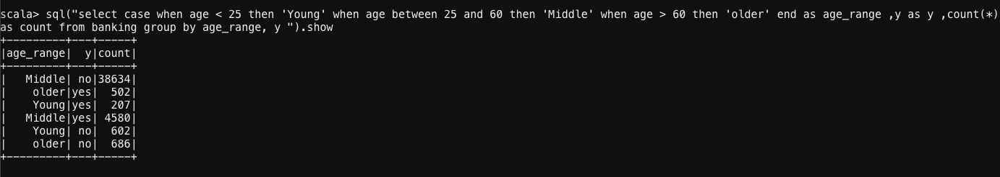 scala> sql("select case when age < 25 then 'Young' when age between 25 and 60 then 'Middle' when age > 60 then 'older' end as age_range ,y as y ,count(*)
as count from banking group by age_range, y ").show
+---------+---+-----+
|age_range|  y|count|
+---------+---+-----+
|   Middle| no|38634|
|    older|yes|  502|
|    Young|yes|  207|
|   Middle|yes| 4580|
|    Young| no|  602|
|    older| no|  686|
+---------+---+-----+